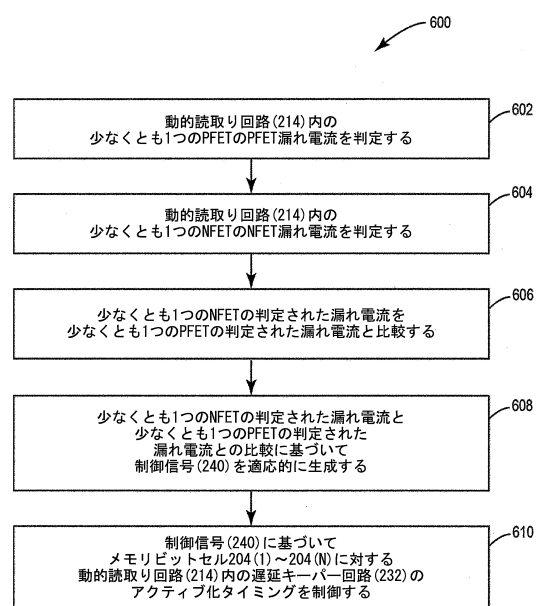 600
602
動的読取り回路(214)内の
少なくとも1つのPFETのPFET漏れ電流を判定する
604
動的読取り回路(214)内の
少なくとも1つのNFETのNFET漏れ電流を判定する
606
少なくとも1つのNFETの判定された漏れ電流を
少なくとも1つのPFETの判定された漏れ電流と比較する
608
少なくとも1つのNFETの判定された漏れ電流と
少なくとも1つのPFETの判定された
漏れ電流との比較に基づいて
制御信号(240)を適応的に生成する
610
制御信号(240)に基づいて
メモリビットセル204(1)～204(N)に対する
動的読取り回路(214)内の遅延キーパー回路(232)の
アクティブ化タイミングを制御する